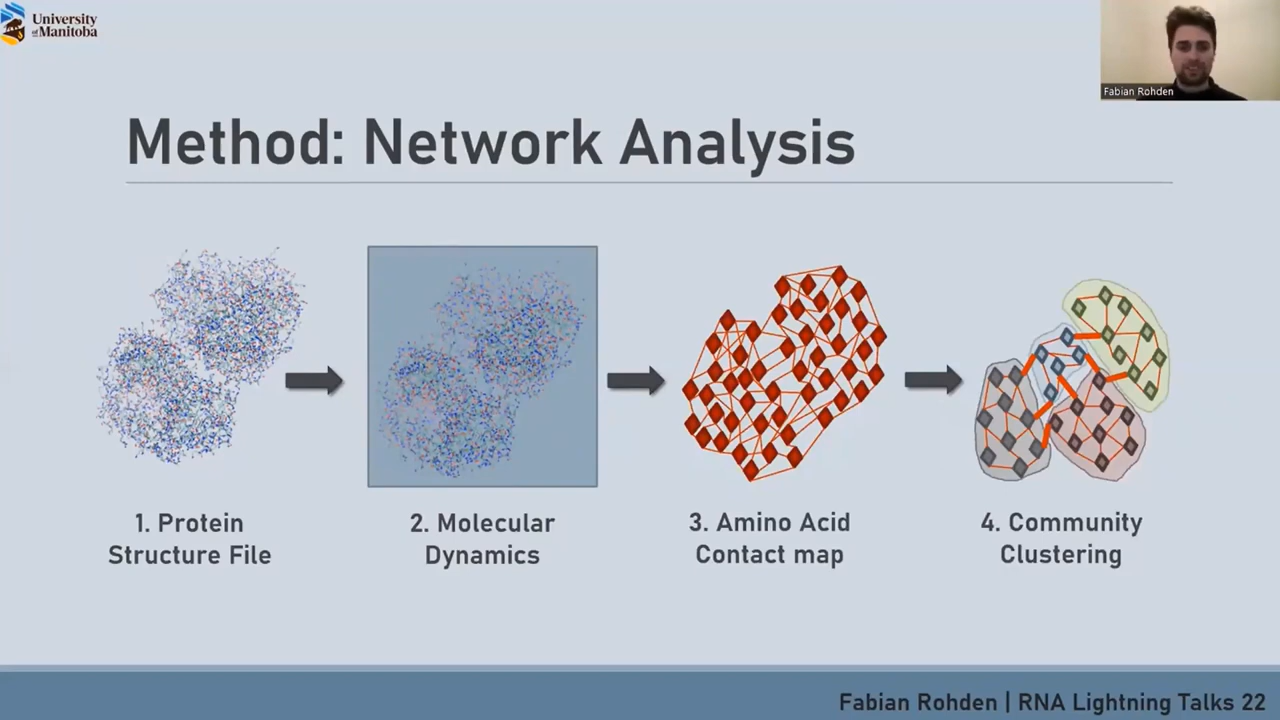 University
of Manitoba
Fabian Rohden
Method: Network Analysis
1. Protein
Structure File
2. Molecular
Dynamics
3. Amino Acid
Contact map
4. Community
Clustering
Fabian Rohden | RNA Lightning Talks 22